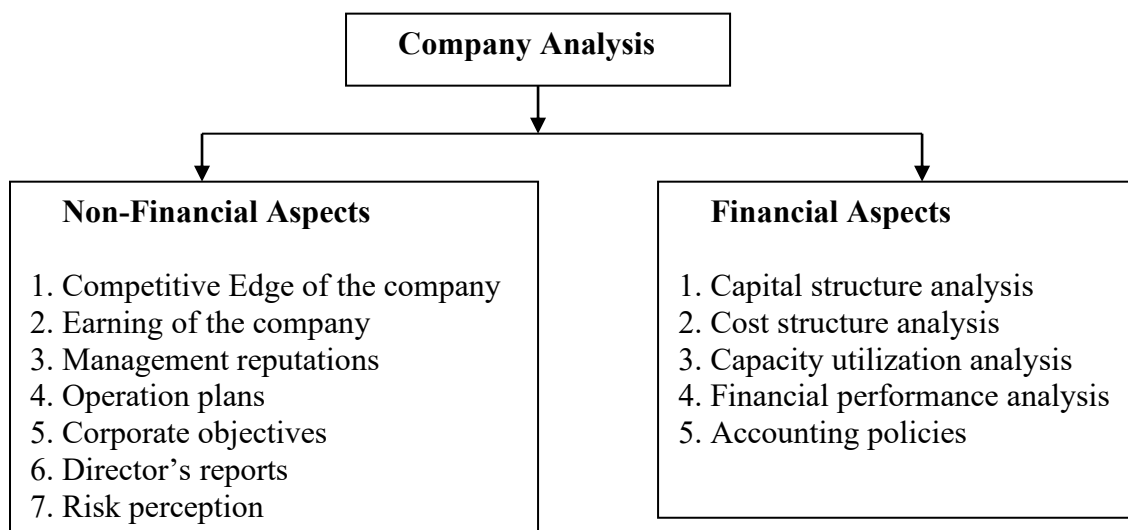 Company Analysis
Non-Financial Aspects
1. Competitive Edge of the company
2. Earning of the company
3. Management reputations
4. Operation plans
5. Corporate objectives
6. Director’s reports
7. Risk perception
Financial Aspects
1. Capital structure analysis
2. Cost structure analysis
3. Capacity utilization analysis
4. Financial performance analysis
5. Accounting policies